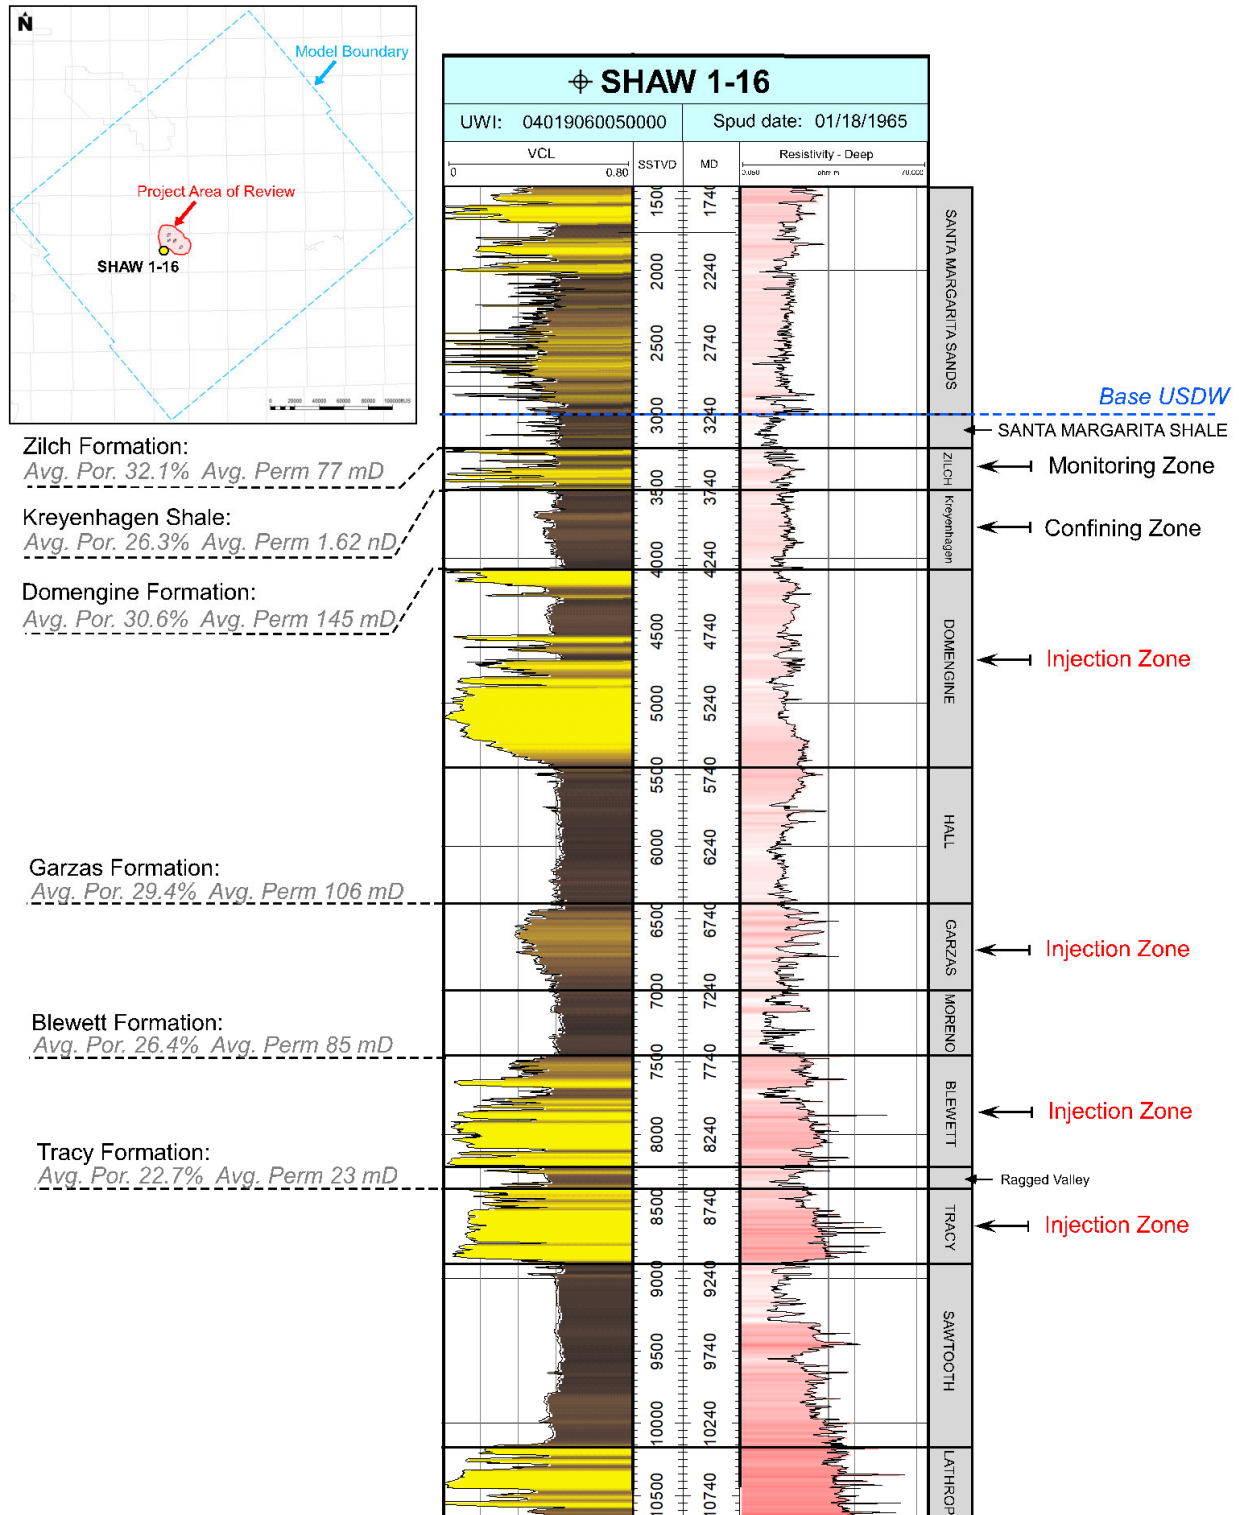 N
Model Boundary
Project Area of Review
SHAW 1-16
0 20000 40000 60000 80000 100000ftUS
SHAW 1-16
UWI: 04019060050000
Spud date: 01/18/1965
VCL
0 0.80
SSTVD
MD
Resistivity - Deep
ohm m
1500 1740
2000 2240
2500 2740
3000 3240
3500 3740
4000 4240
4500 4740
5000 5240
5500 5740
6000 6240
6500 6740
7000 7240
7500 7740
8000 8240
8500 8740
9000 9240
9500 9740
10000 10240
10500 10740
SANTA MARGARITA SANDS
ZILCH
Kreyenhagen
DOMENGINE
HALL
GARZAS
MORENO
BLEWETT
TRACY
SAWTOOTH
LATHROP
Base USDW
SANTA MARGARITA SHALE
Monitoring Zone
Confining Zone
Injection Zone
Injection Zone
Injection Zone
Ragged Valley
Injection Zone
Zilch Formation:
Avg. Por. 32.1% Avg. Perm 77 mD
Kreyenhagen Shale:
Avg. Por. 26.3% Avg. Perm 1.62 nD
Domengine Formation:
Avg. Por. 30.6% Avg. Perm 145 mD
Garzas Formation:
Avg. Por. 29.4% Avg. Perm 106 mD
Blewett Formation:
Avg. Por. 26.4% Avg. Perm 85 mD
Tracy Formation:
Avg. Por. 22.7% Avg. Perm 23 mD